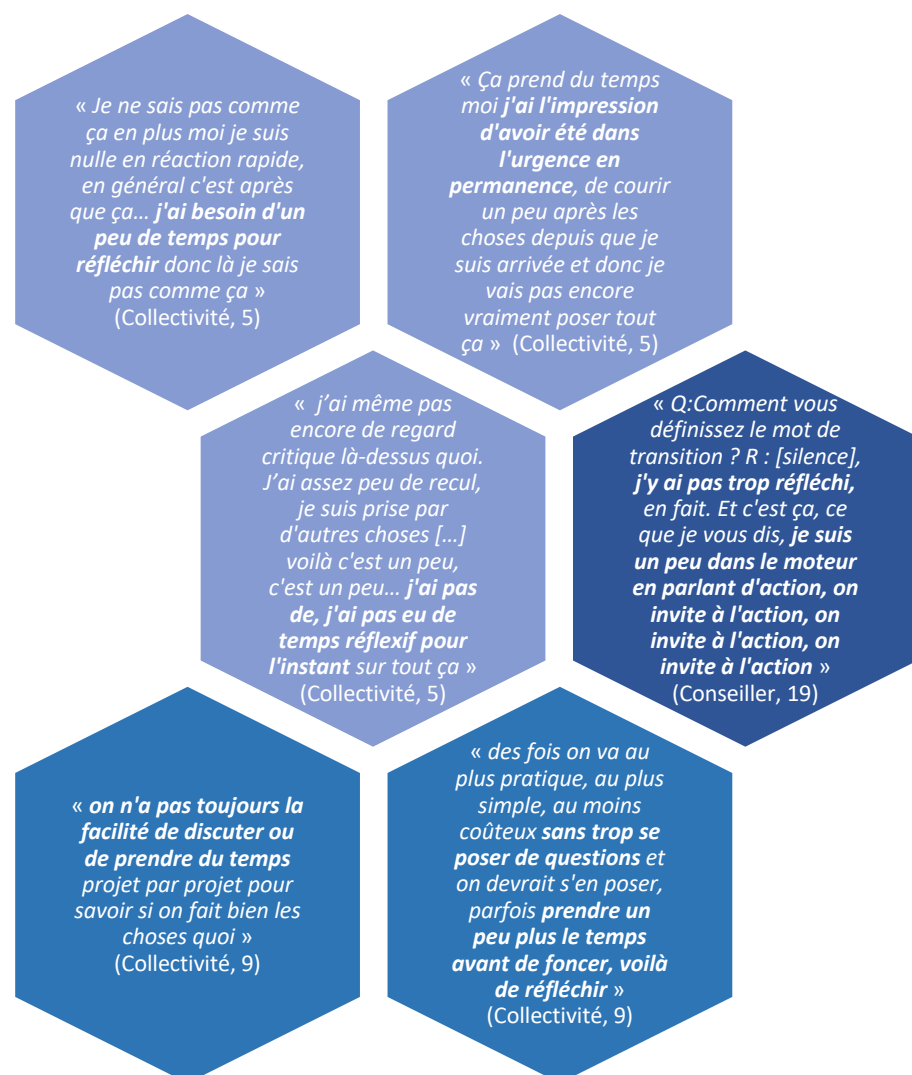 « Je ne sais pas comme
ça en plus moi je suis
nulle en réaction rapide,
en général c'est après
que ça… j'ai besoin d'un
peu de temps pour
réfléchir donc là je sais
pas comme ça »
(Collectivité, 5)
« Ça prend du temps
moi j'ai l'impression
d'avoir été dans
l'urgence en
permanence, de courir
un peu après les
choses depuis que je
suis arrivée et donc je
vais pas encore
vraiment poser tout
ça » (Collectivité, 5)
« j’ai même pas
encore de regard
critique là-dessus quoi.
J’ai assez peu de recul,
je suis prise par
d'autres choses […]
voilà c'est un peu,
c'est un peu… j'ai pas
de, j'ai pas eu de
temps réflexif pour
l'instant sur tout ça »
(Collectivité, 5)
« Q:Comment vous
définissez le mot de
transition ? R : [silence],
j'y ai pas trop réfléchi,
en fait. Et c'est ça, ce
que je vous dis, je suis
un peu dans le moteur
en parlant d'action, on
invite à l'action, on
invite à l'action, on
invite à l'action »
(Conseiller, 19)
« on n'a pas toujours la
facilité de discuter ou
de prendre du temps
projet par projet pour
savoir si on fait bien les
choses quoi »
(Collectivité, 9)
« des fois on va au
plus pratique, au plus
simple, au moins
coûteux sans trop se
poser de questions et
on devrait s'en poser,
parfois prendre un
peu plus le temps
avant de foncer, voilà
de réfléchir »
(Collectivité, 9)